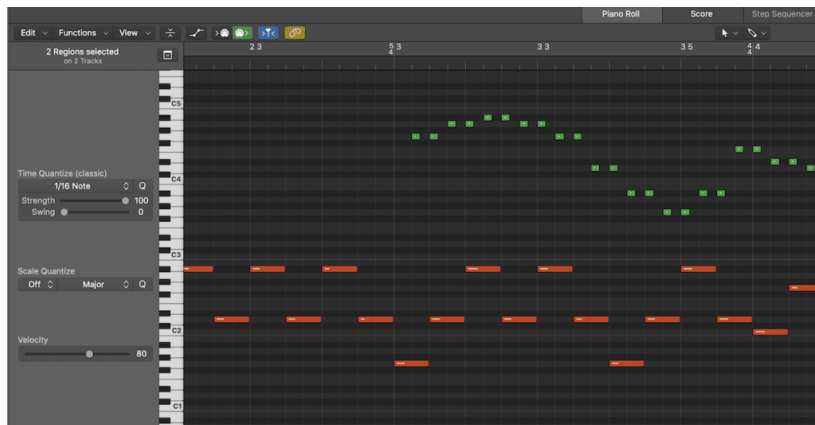 Piano Roll Score Step Sequencer
Edit Functions View
2 Regions selected
on 2 Tracks
2 3 5 3 3 3 3 5 4 4
4 4
C5
Time Quantize (classic)
C4
1/16 Note Q
Strength 100
Swing 0
C3
Scale Quantize
Off Major Q
C2
Velocity
80
C1